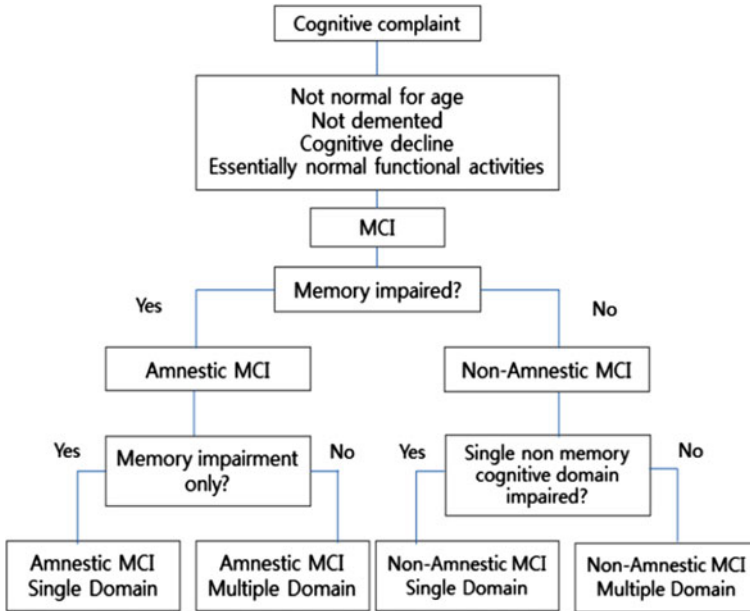 Cognitive complaint
Not normal for age
Not demented
Cognitive decline
Essentially normal functional activities
MCI
Memory impaired?
Yes
No
Amnestic MCI
Non-Amnestic MCI
Yes
Memory impairment
only?
No
Yes
Single non memory
cognitive domain
impaired?
No
Amnestic MCI
Single Domain
Amnestic MCI
Multiple Domain
Non-Amnestic MCI
Single Domain
Non-Amnestic MCI
Multiple Domain